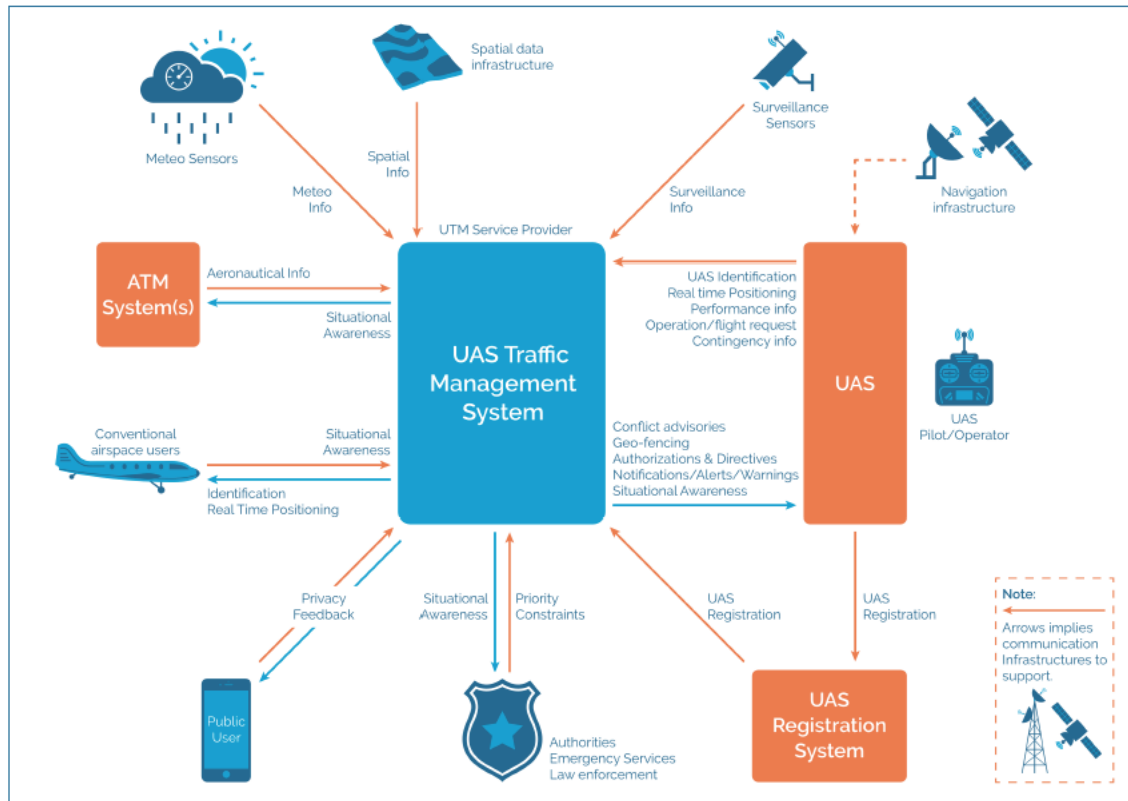 Spatial data
infrastructure
Surveillance
Sensors
Meteo Sensors
Spatial
Info
Meteo
Info
Surveillance
Info
Navigation
infrastructure
UTM Service Provider
ATM
System(s)
Aeronautical Info
Situational
Awareness
UAS Identification
Real time Positioning
Performance info
Operation/flight request
Contingency info
UAS Traffic
Management
System
UAS
UAS
Pilot/Operator
Conventional
airspace users
Situational
Awareness
Identification
Real Time Positioning
Conflict advisories
Geo-fencing
Authorizations & Directives
Notifications/Alerts/Warnings
Situational Awareness
Privacy
Feedback
Situational
Awareness
Priority
Constraints
UAS
Registration
UAS
Registration
Note:
Arrows implies
communication
Infrastructures to
support.
Public
User
Authorities
Emergency Services
Law enforcement
UAS
Registration
System